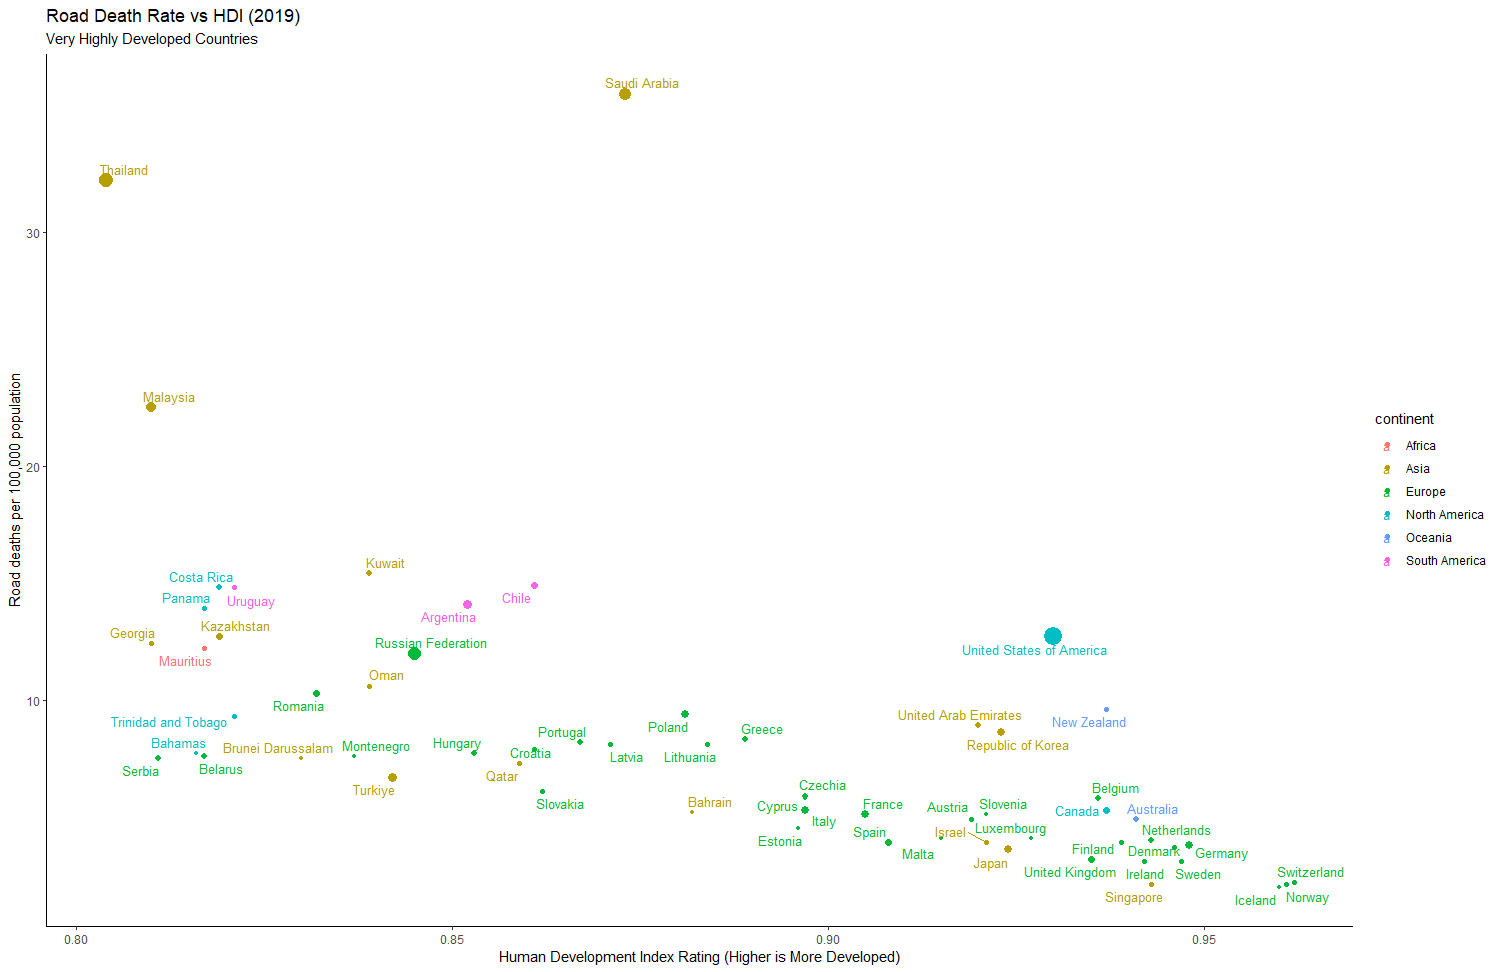 Road Death Rate vs HDI (2019)
Very Highly Developed Countries
Saudi Arabia
Thailand
30
Malaysia
20
Road deaths per 100,000 population
continent
a Africa
a Asia
a Europe
a North America
a Oceania
a South America
Kuwait
Costa Rica
Panama
Uruguay
Chile
Argentina
Georgia
Kazakhstan
Mauritius
Russian Federation
United States of America
Oman
10
Romania
Trinidad and Tobago
Bahamas
Brunei Darussalam
Montenegro
Serbia
Belarus
Turkiye
Hungary
Portugal
Croatia
Qatar
Slovakia
Latvia
Poland
Lithuania
Greece
Bahrain
United Arab Emirates
Republic of Korea
New Zealand
Czechia
Cyprus
Italy
Estonia
France
Spain
Austria
Slovenia
Israel
Luxembourg
Malta
Japan
Belgium
Canada
Australia
Netherlands
Finland
Denmark
Germany
United Kingdom
Ireland
Sweden
Singapore
Switzerland
Iceland
Norway
0.80
0.85
0.90
0.95
Human Development Index Rating (Higher is More Developed)